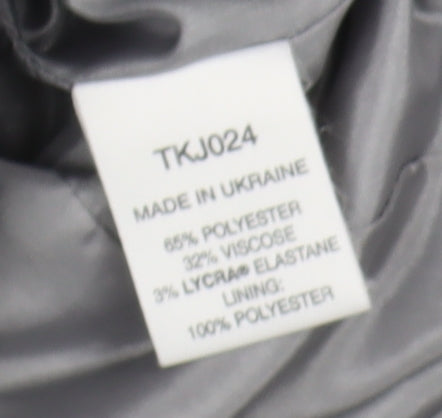 TKJ024
MADE IN UKRAINE
65% POLYESTER
32% VISCOSE
3% LYCRA® ELASTANE
LINING:
100% POLYESTER